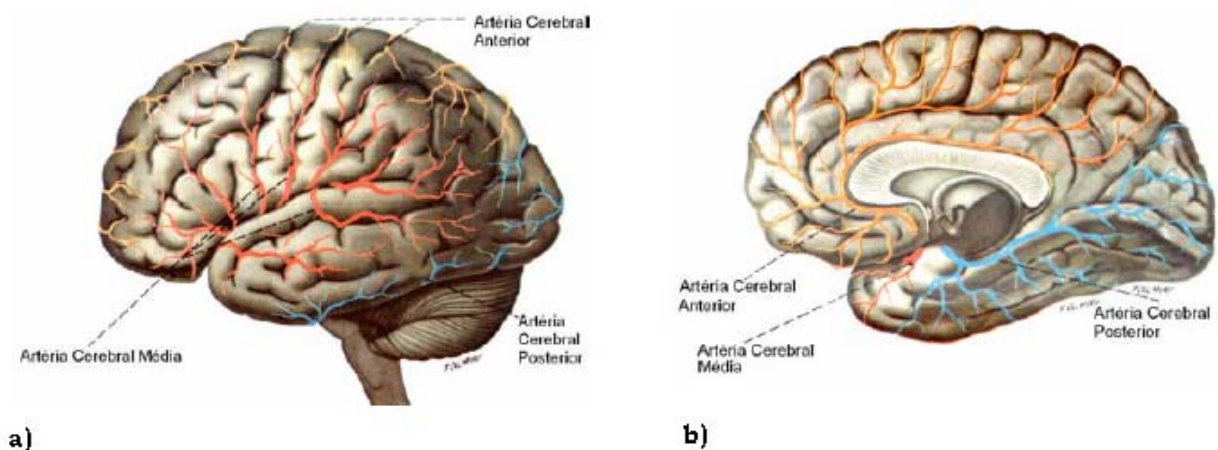 Artéria Cerebral
Anterior
Artéria Cerebral Média
Artéria
Cerebral
Posterior
a)
Artéria Cerebral
Anterior
Artéria Cerebral
Média
Artéria Cerebral
Posterior
b)